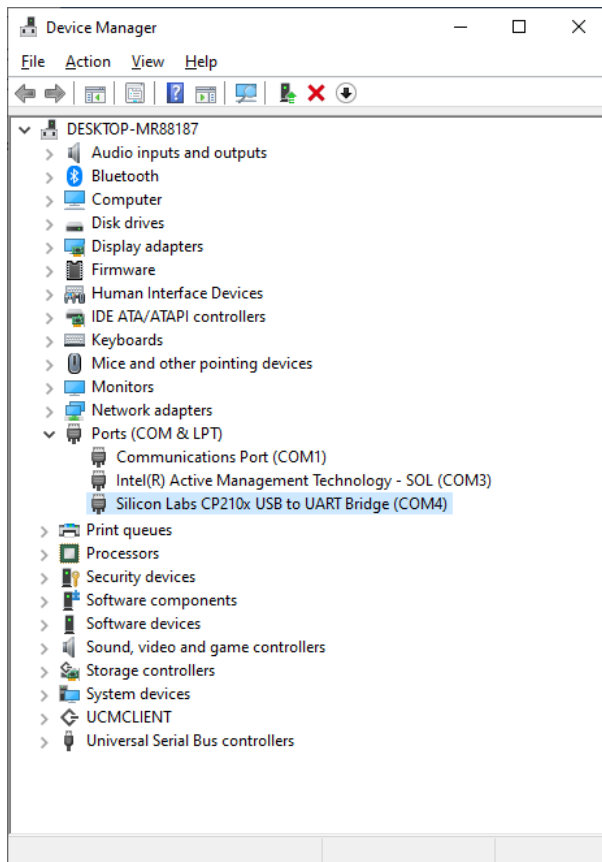 Device Manager
File Action View Help
DESKTOP-MR88187
Audio inputs and outputs
Bluetooth
Computer
Disk drives
Display adapters
Firmware
Human Interface Devices
IDE ATA/ATAPI controllers
Keyboards
Mice and other pointing devices
Monitors
Network adapters
Ports (COM & LPT)
Communications Port (COM1)
Intel(R) Active Management Technology - SOL (COM3)
Silicon Labs CP210x USB to UART Bridge (COM4)
Print queues
Processors
Security devices
Software components
Software devices
Sound, video and game controllers
Storage controllers
System devices
UCMCLIENT
Universal Serial Bus controllers